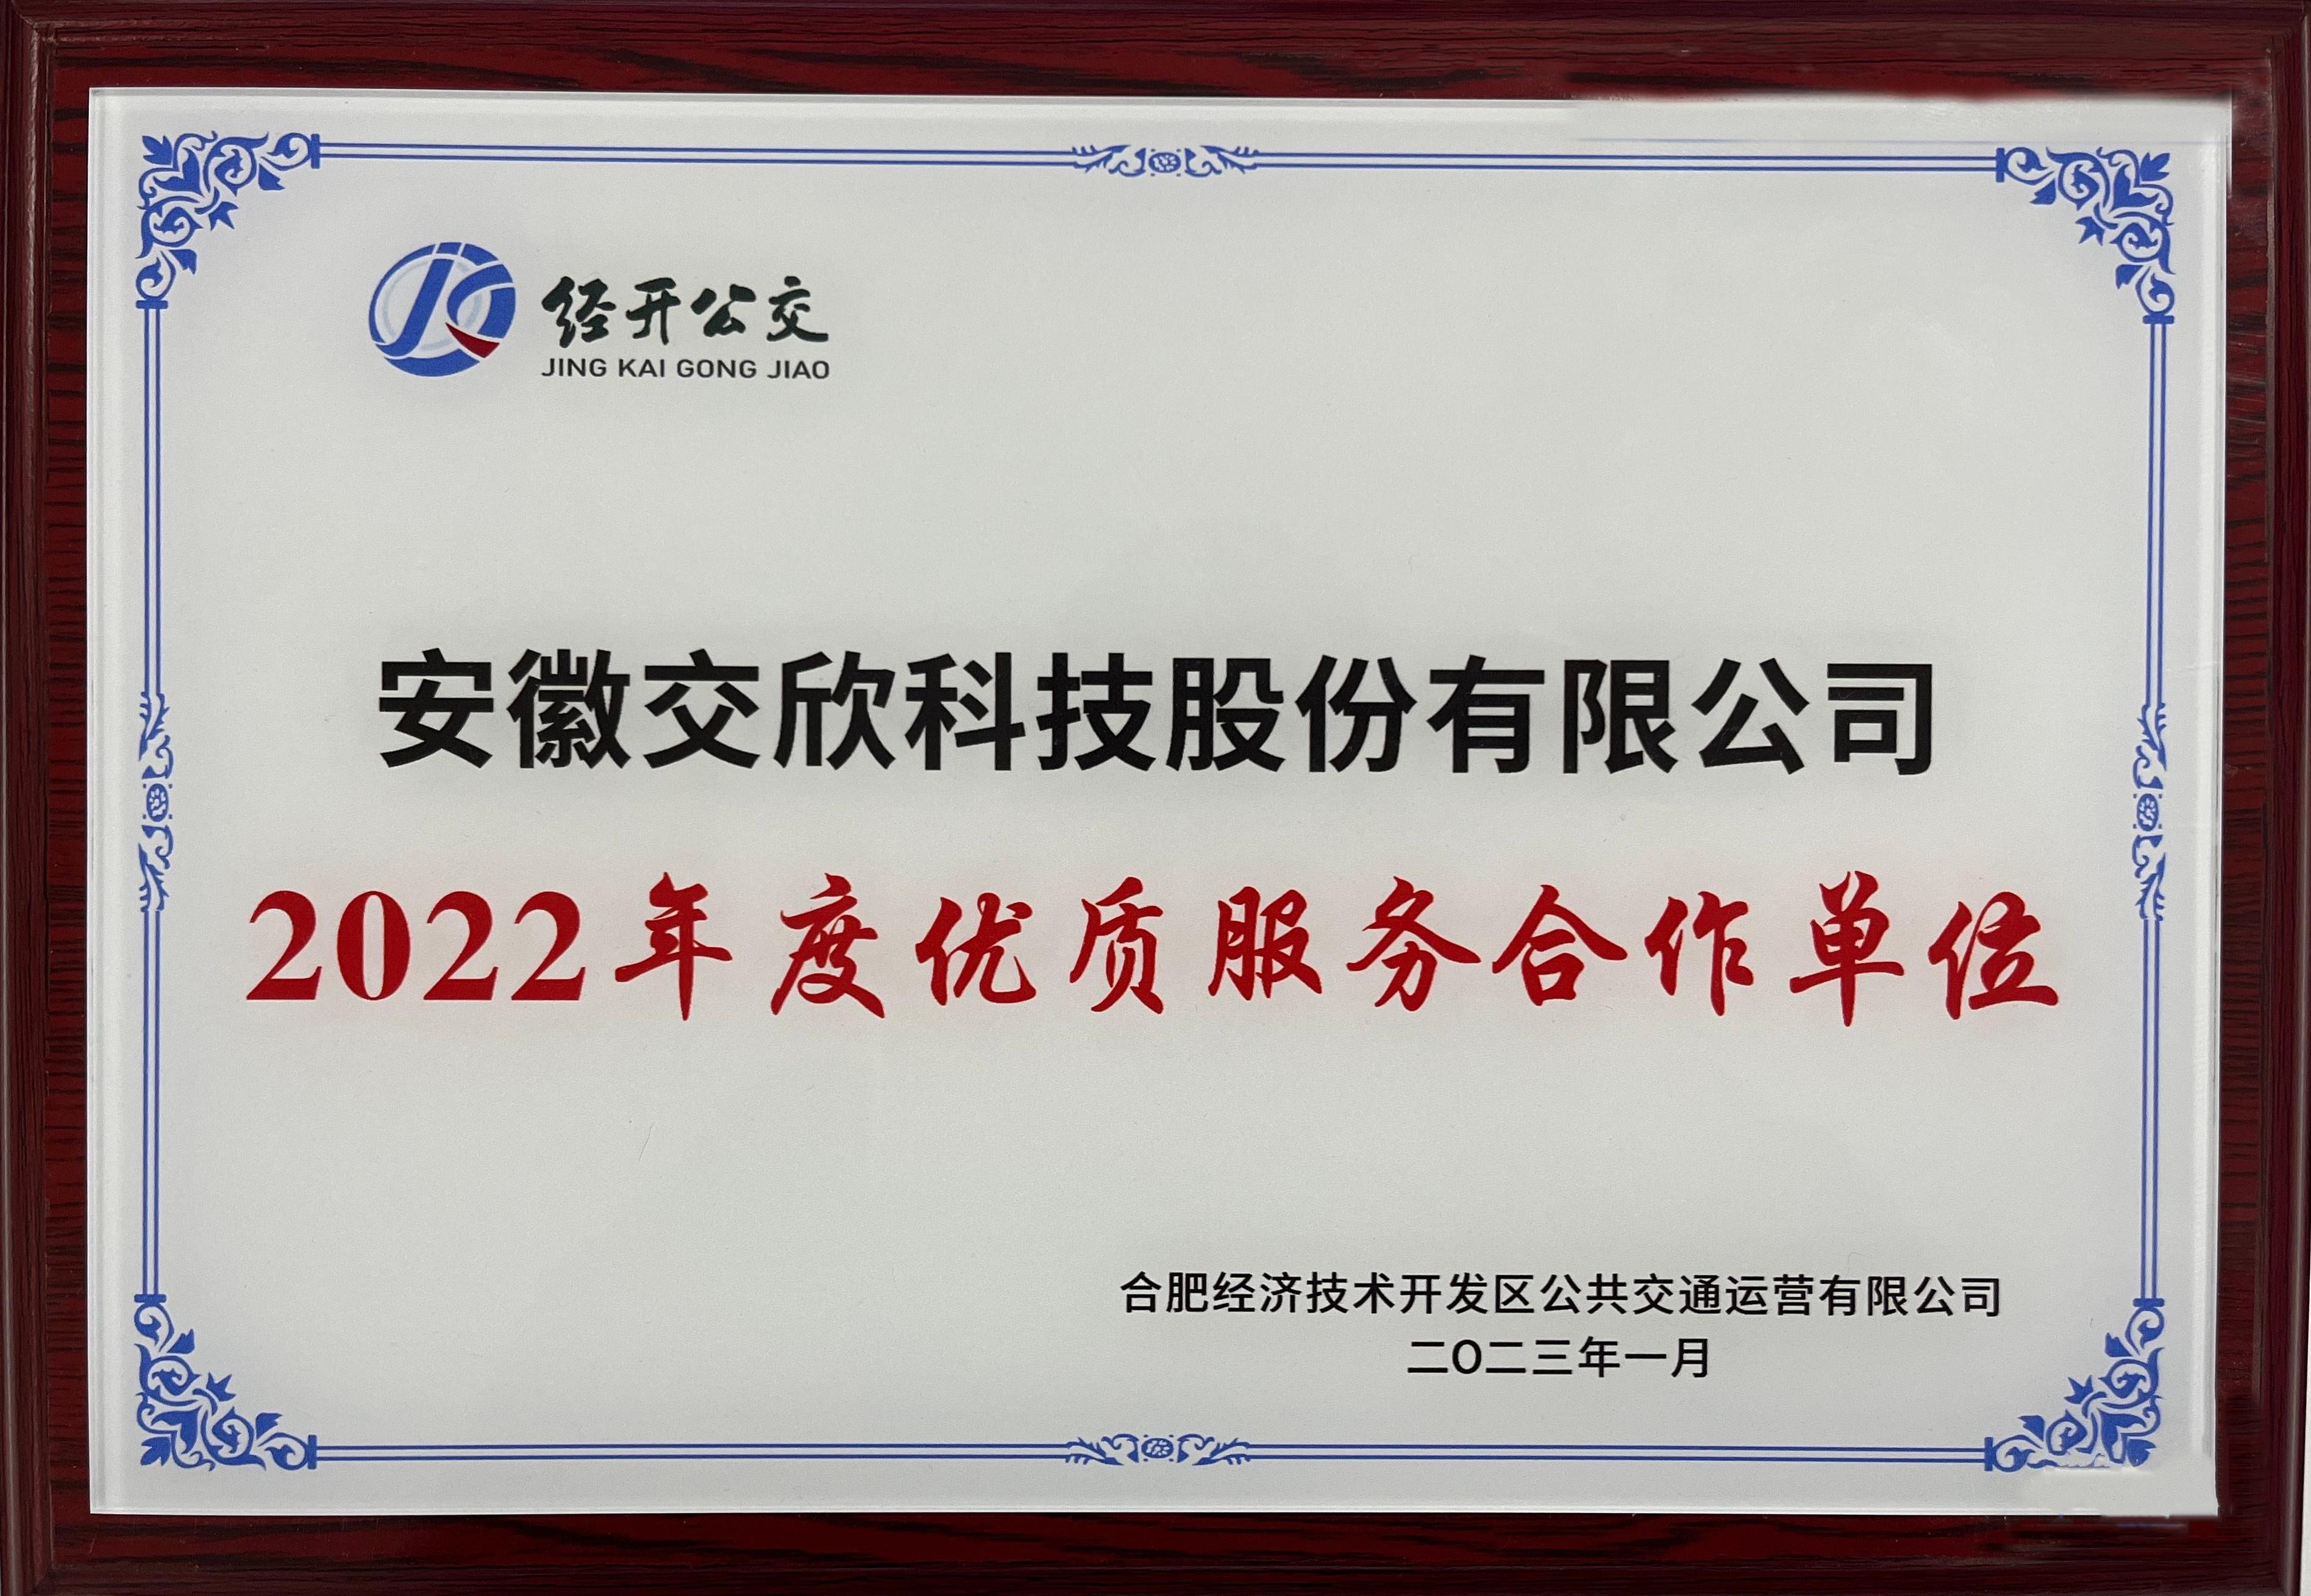 经开公交
JING KAI GONG JIAO
安徽交欣科技股份有限公司
2022年度优质服务合作单位
合肥经济技术开发区公共交通运营有限公司
二O二三年一月